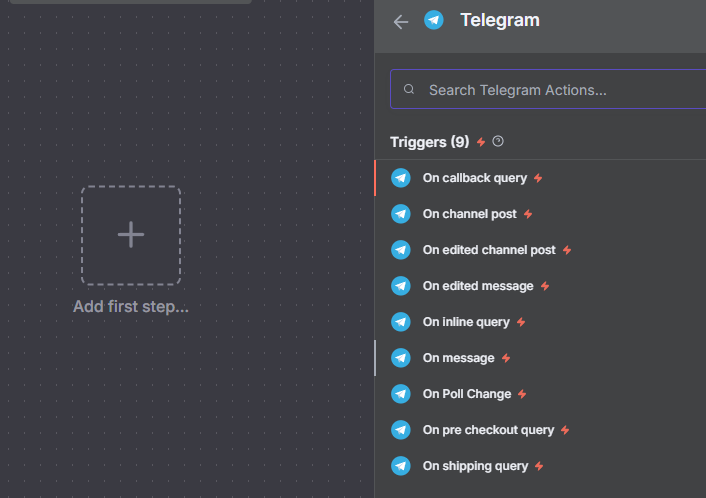 Telegram
Search Telegram Actions...
Triggers (9)
On callback query
On channel post
On edited channel post
On edited message
On inline query
On message
On Poll Change
On pre checkout query
On shipping query
Add first step...